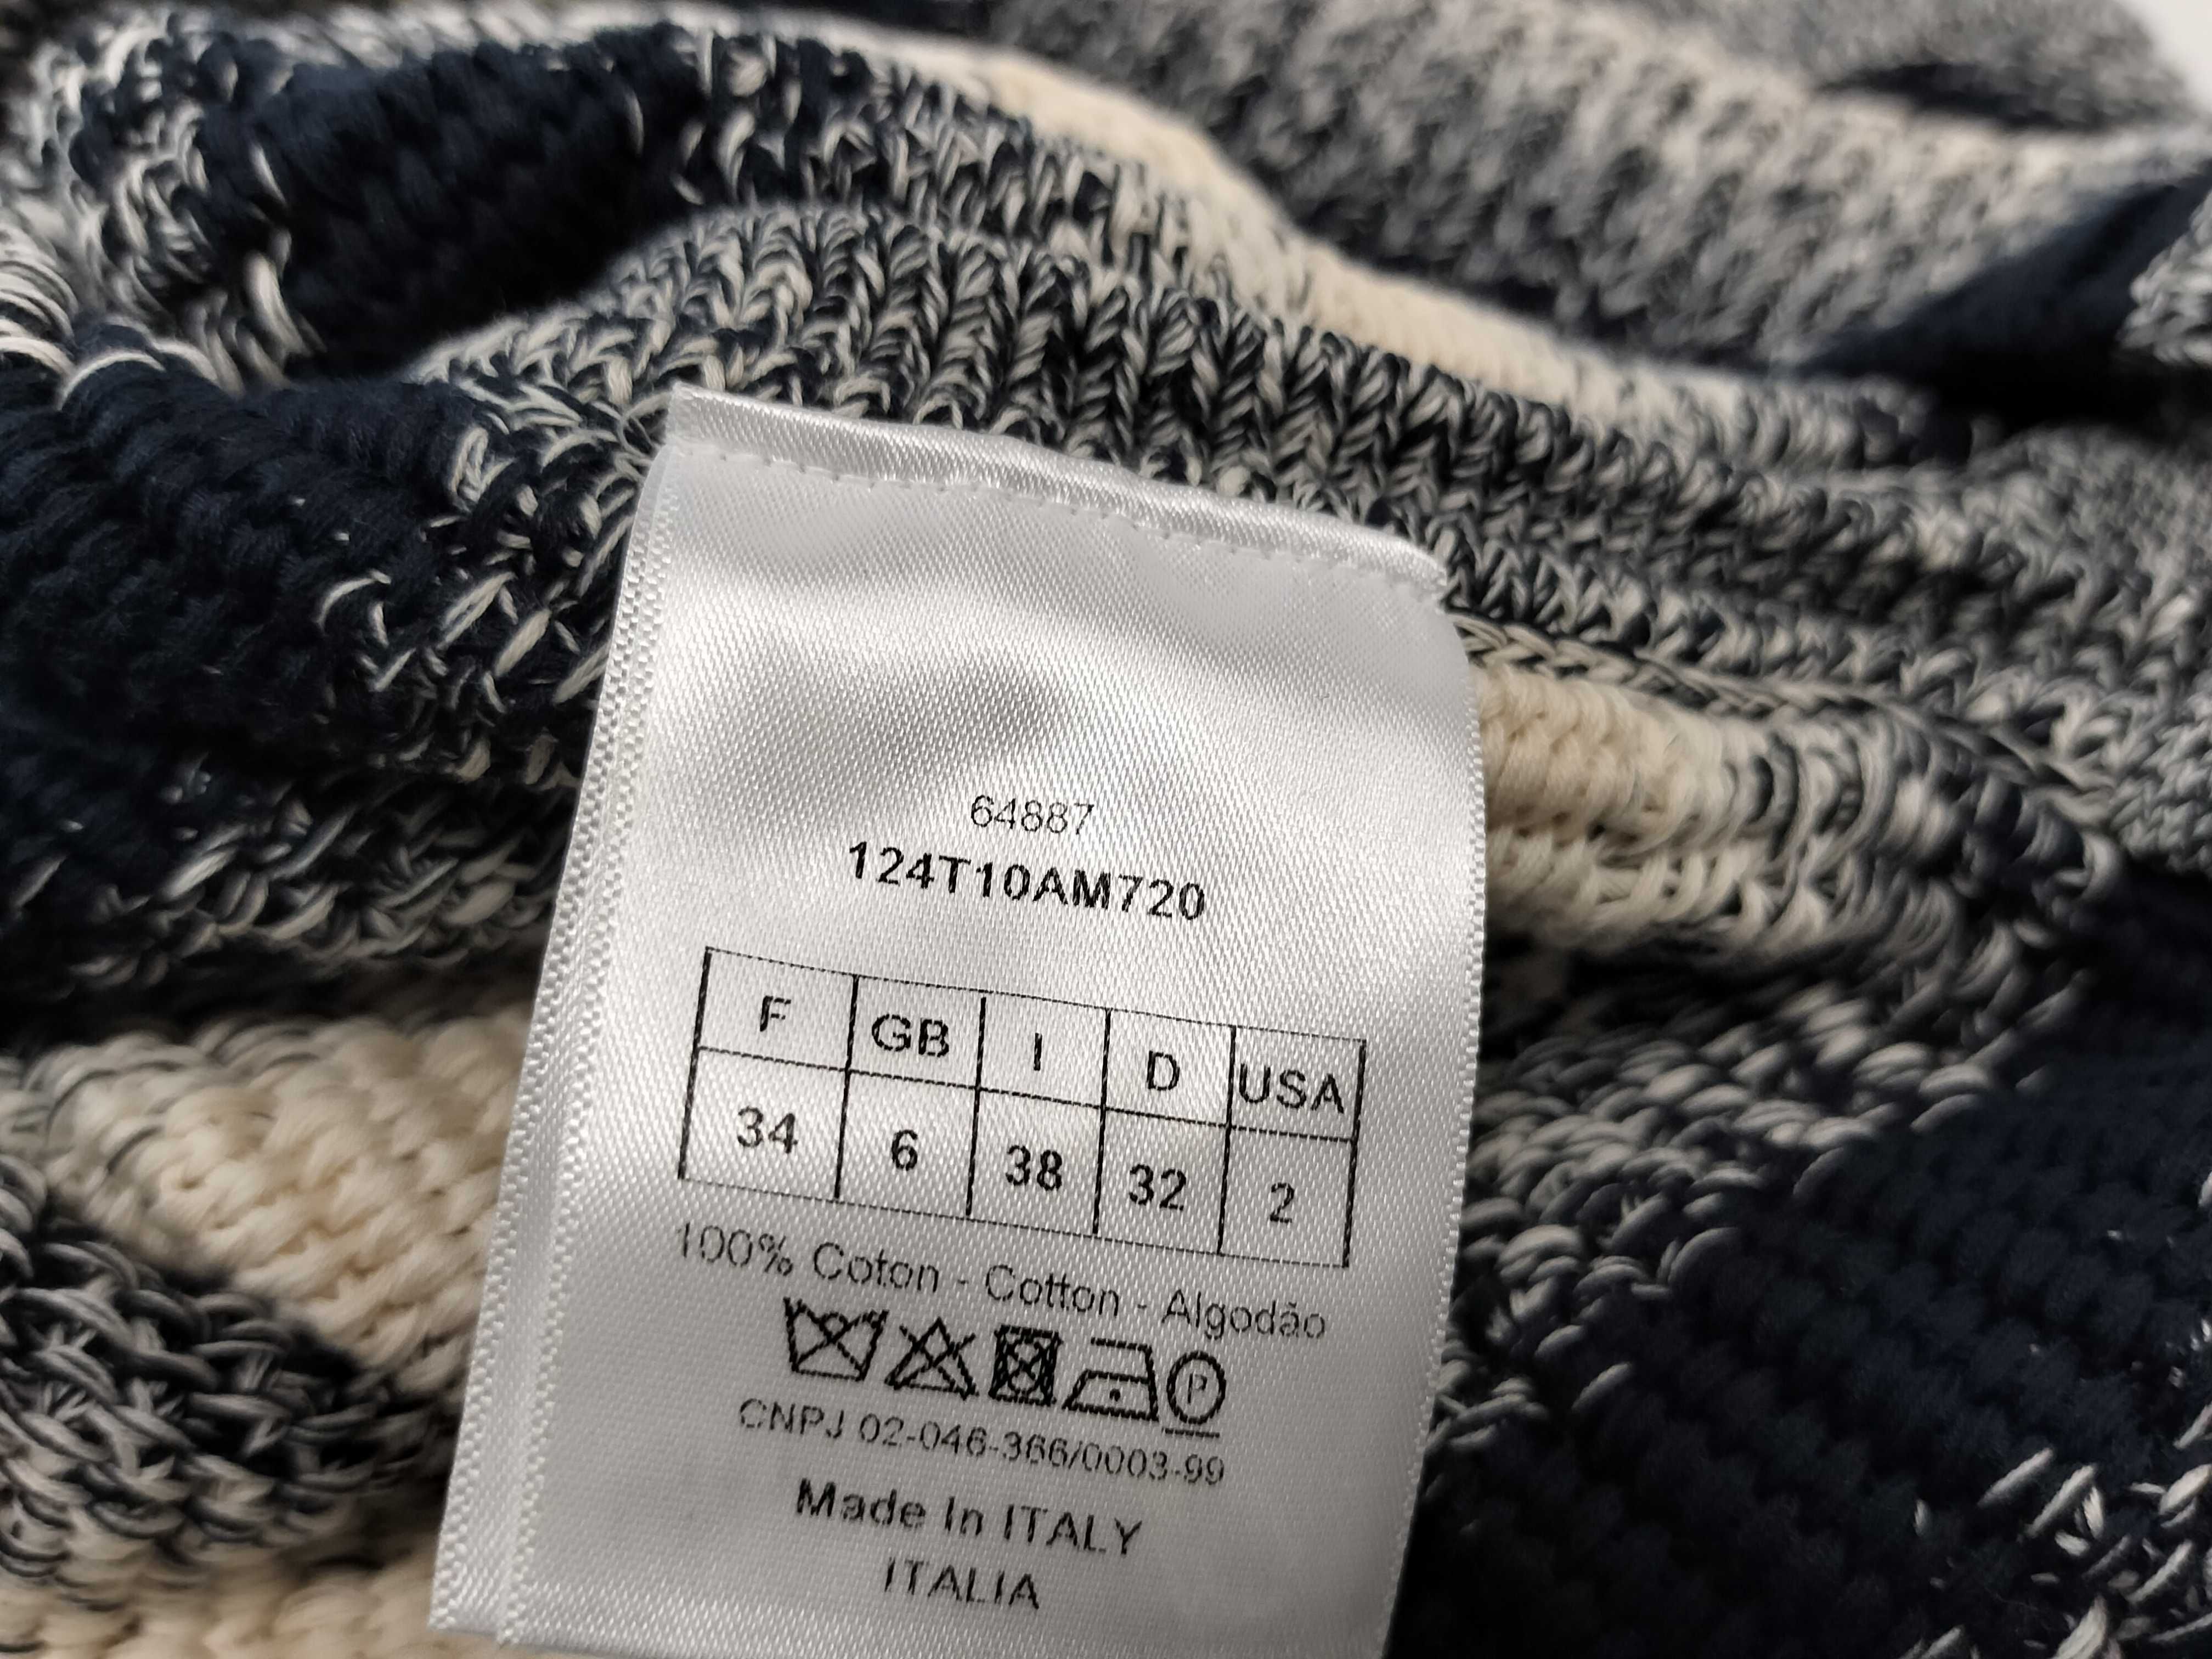 64887
124T10AM720
F GB I D USA
34 6 38 32 2
100% Coton - Cotton - Algodão
P
CNPJ 02-046-366/0003-99
Made In ITALY
ITALIA